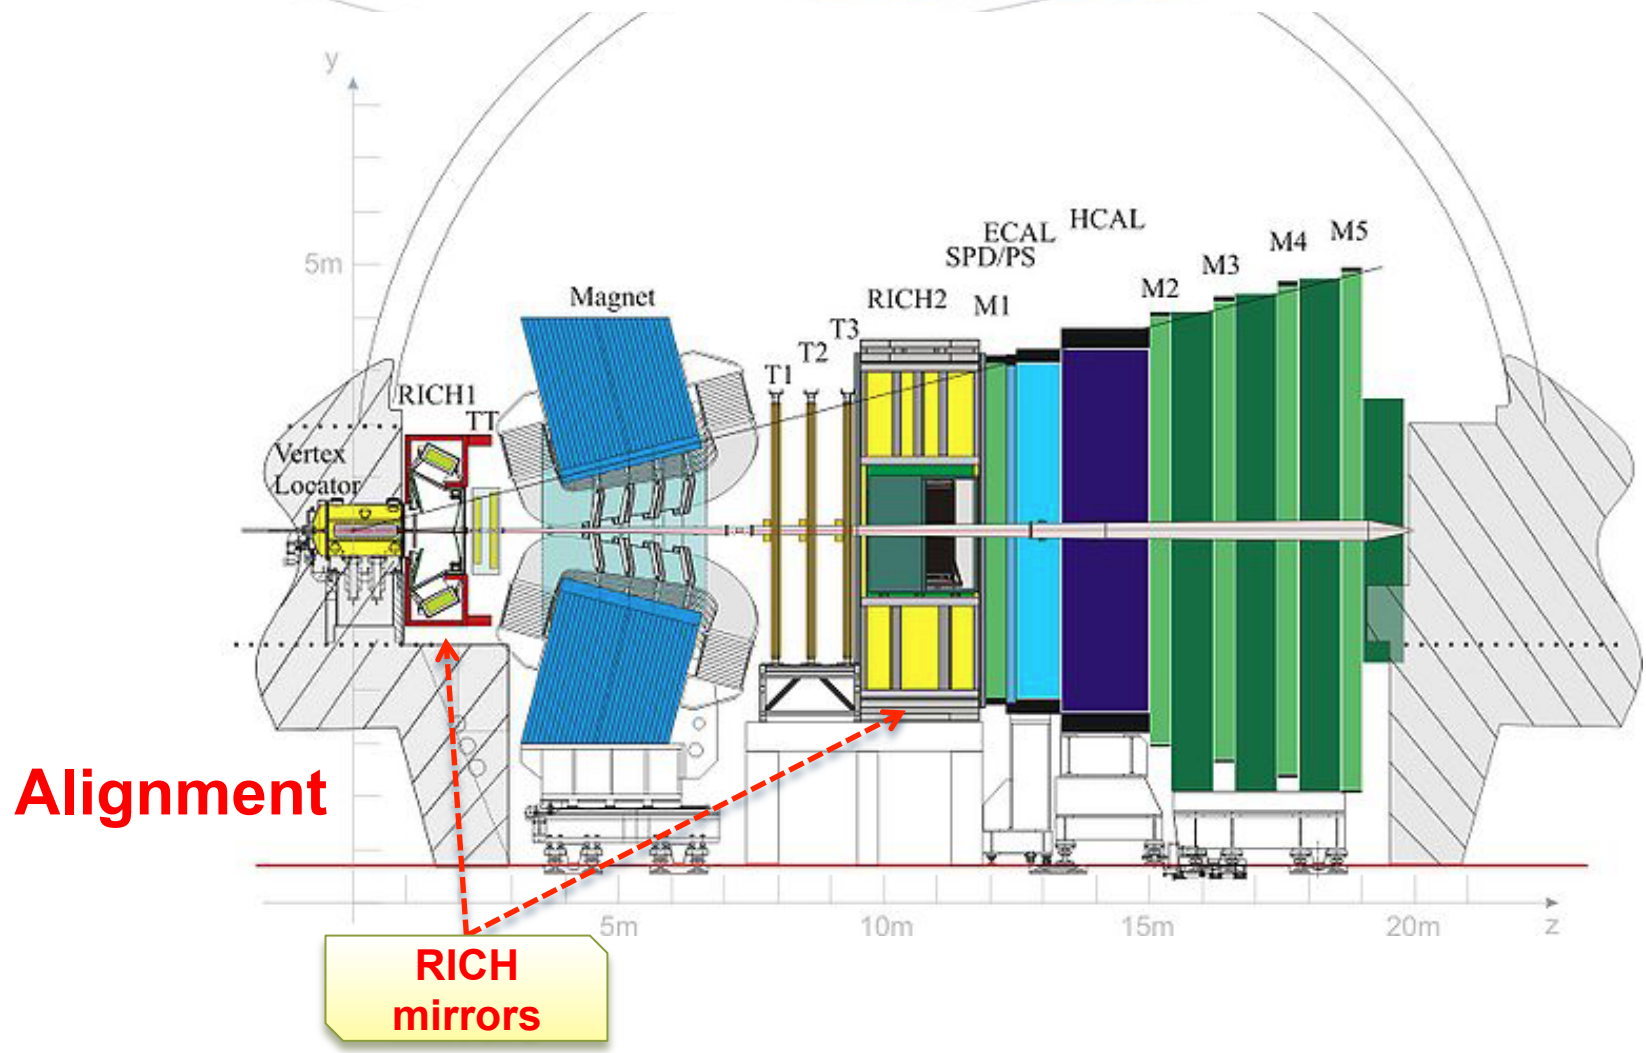 y
5m
HCAL
ECAL
SPD/PS
M5
M4
M3
M2
M1
RICH2
Magnet
T3
T2
T1
RICH1
TT
Vertex
Locator
Alignment
5m
10m
15m
20m
z
RICH
mirrors